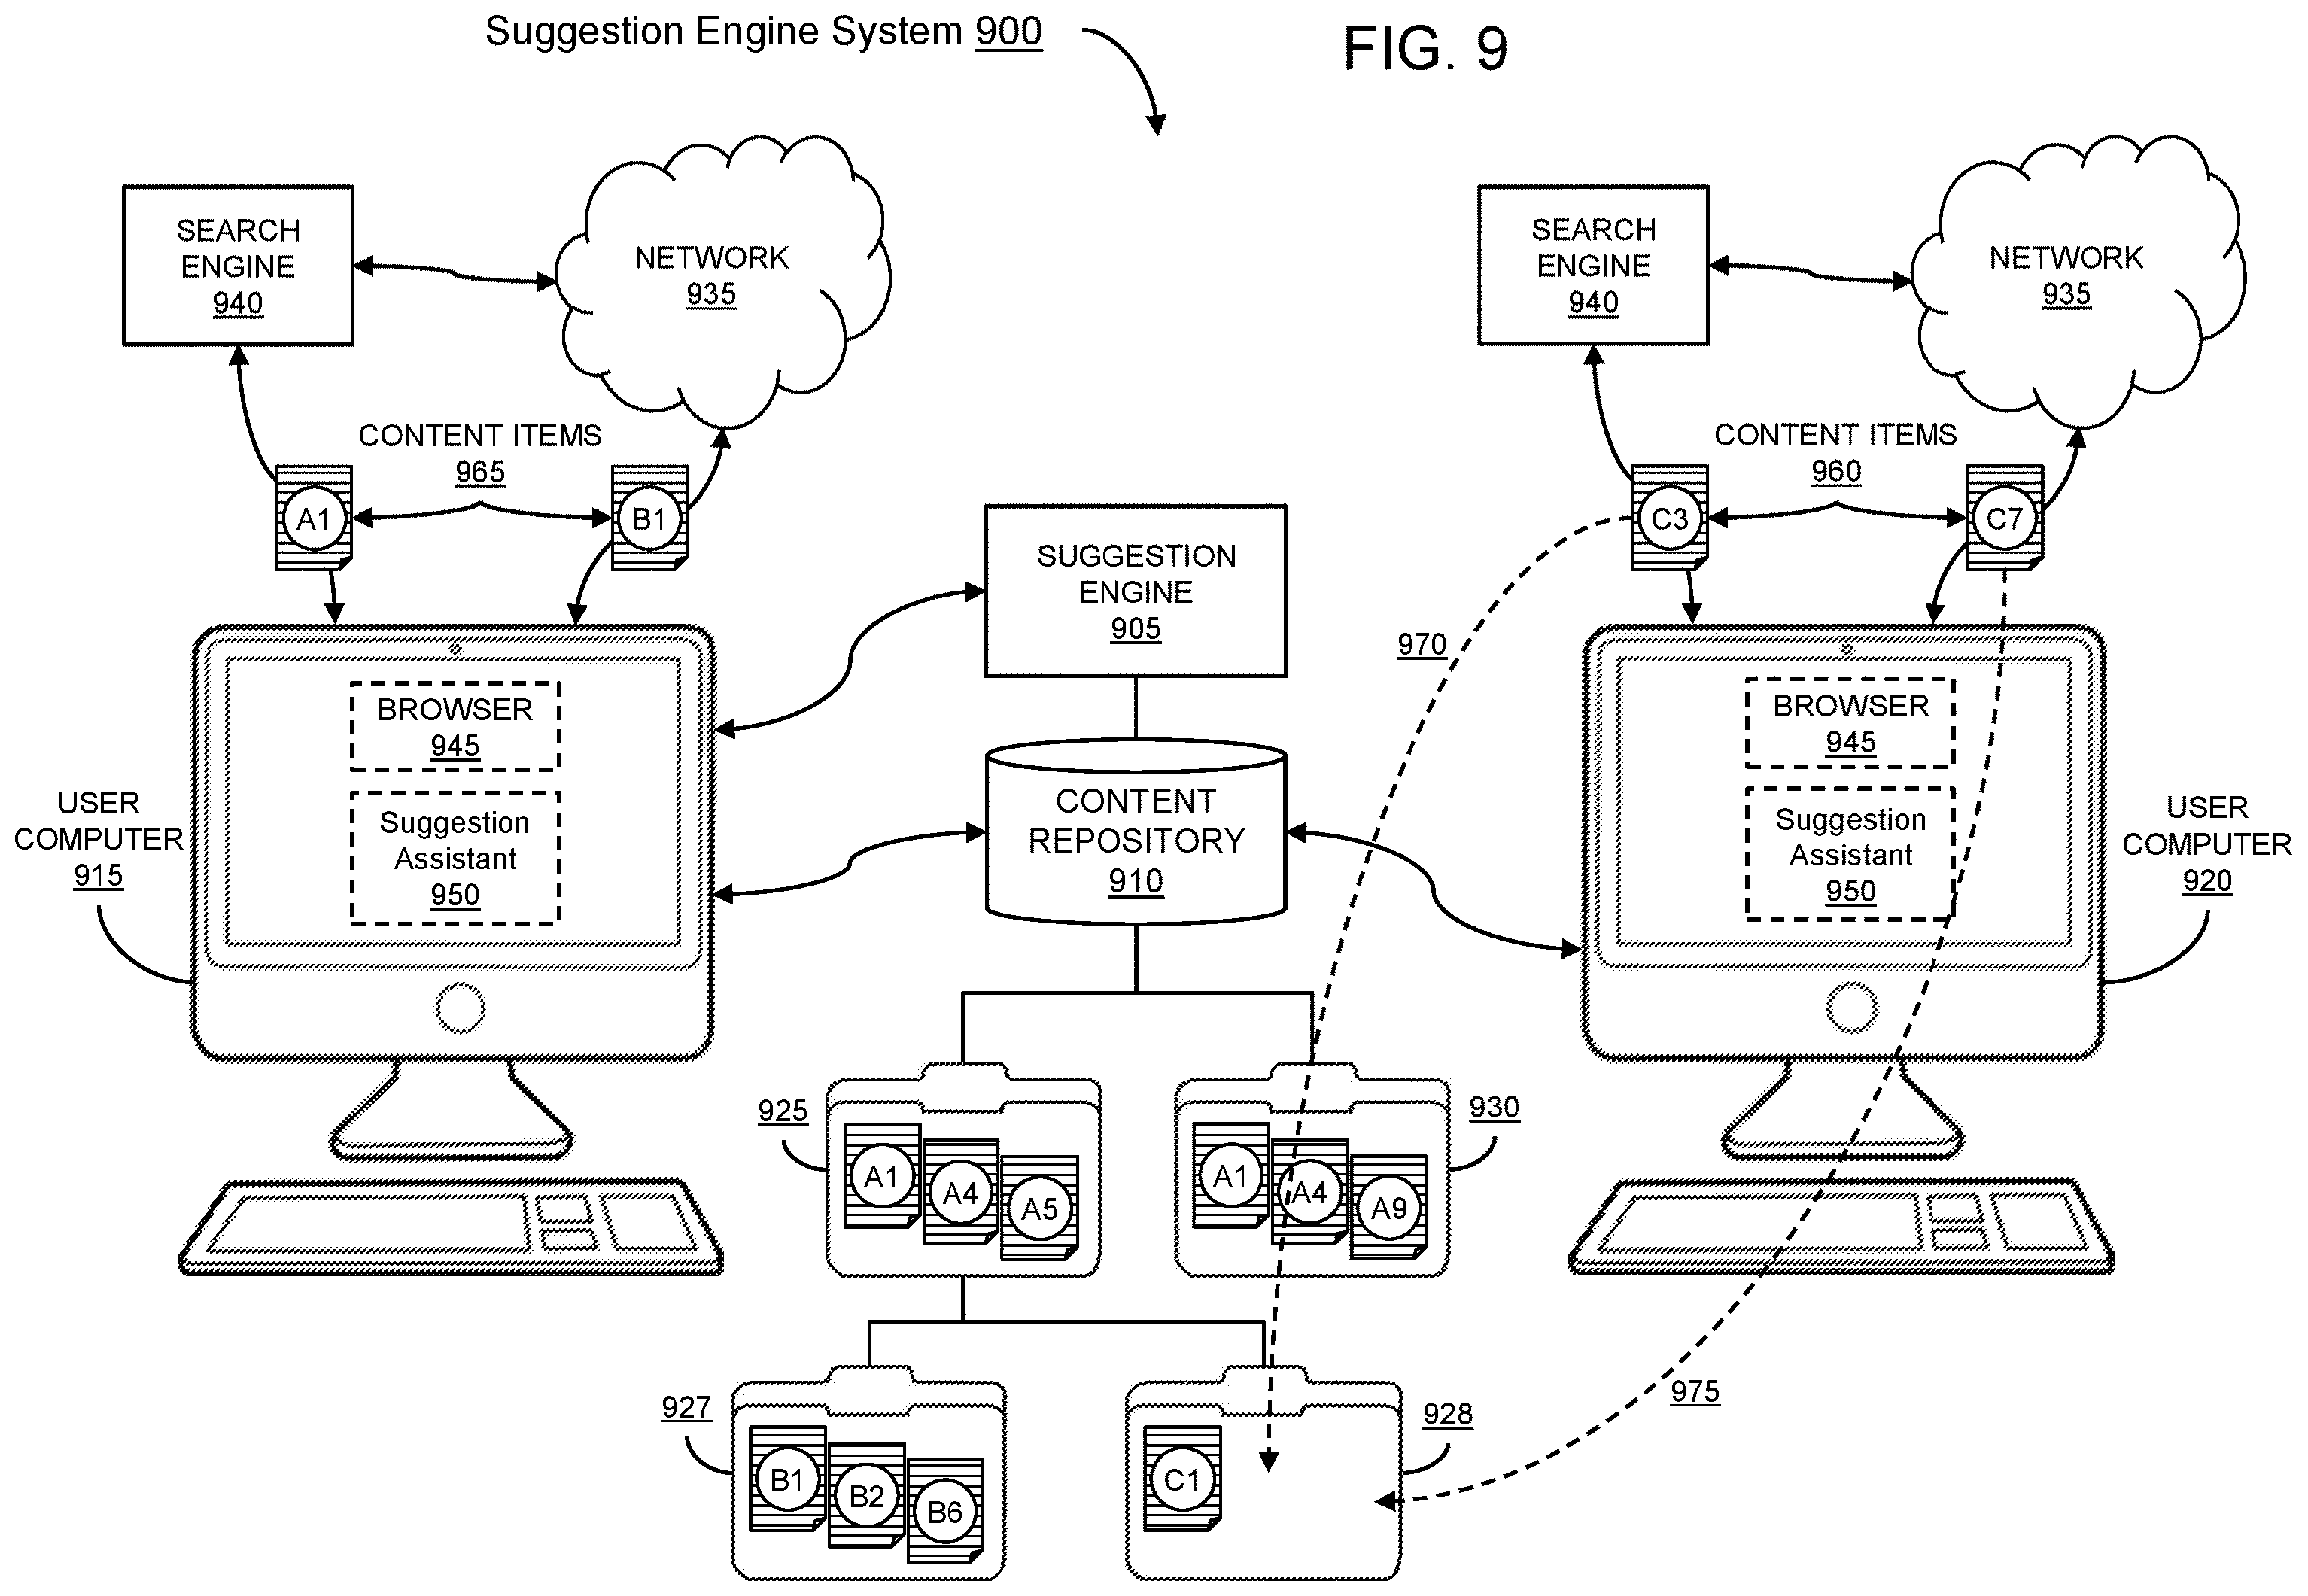 Suggestion Engine System 900
FIG. 9
SEARCH
ENGINE
940
NETWORK
935
CONTENT ITEMS
965
A1
B1
SEARCH
ENGINE
940
NETWORK
935
CONTENT ITEMS
960
C3
C7
SUGGESTION
ENGINE
905
970
BROWSER
945
Suggestion
Assistant
950
USER
COMPUTER
915
CONTENT
REPOSITORY
910
BROWSER
945
Suggestion
Assistant
950
USER
COMPUTER
920
925
A1
A4
A5
930
A1
A4
A9
927
B1
B2
B6
928
C1
975